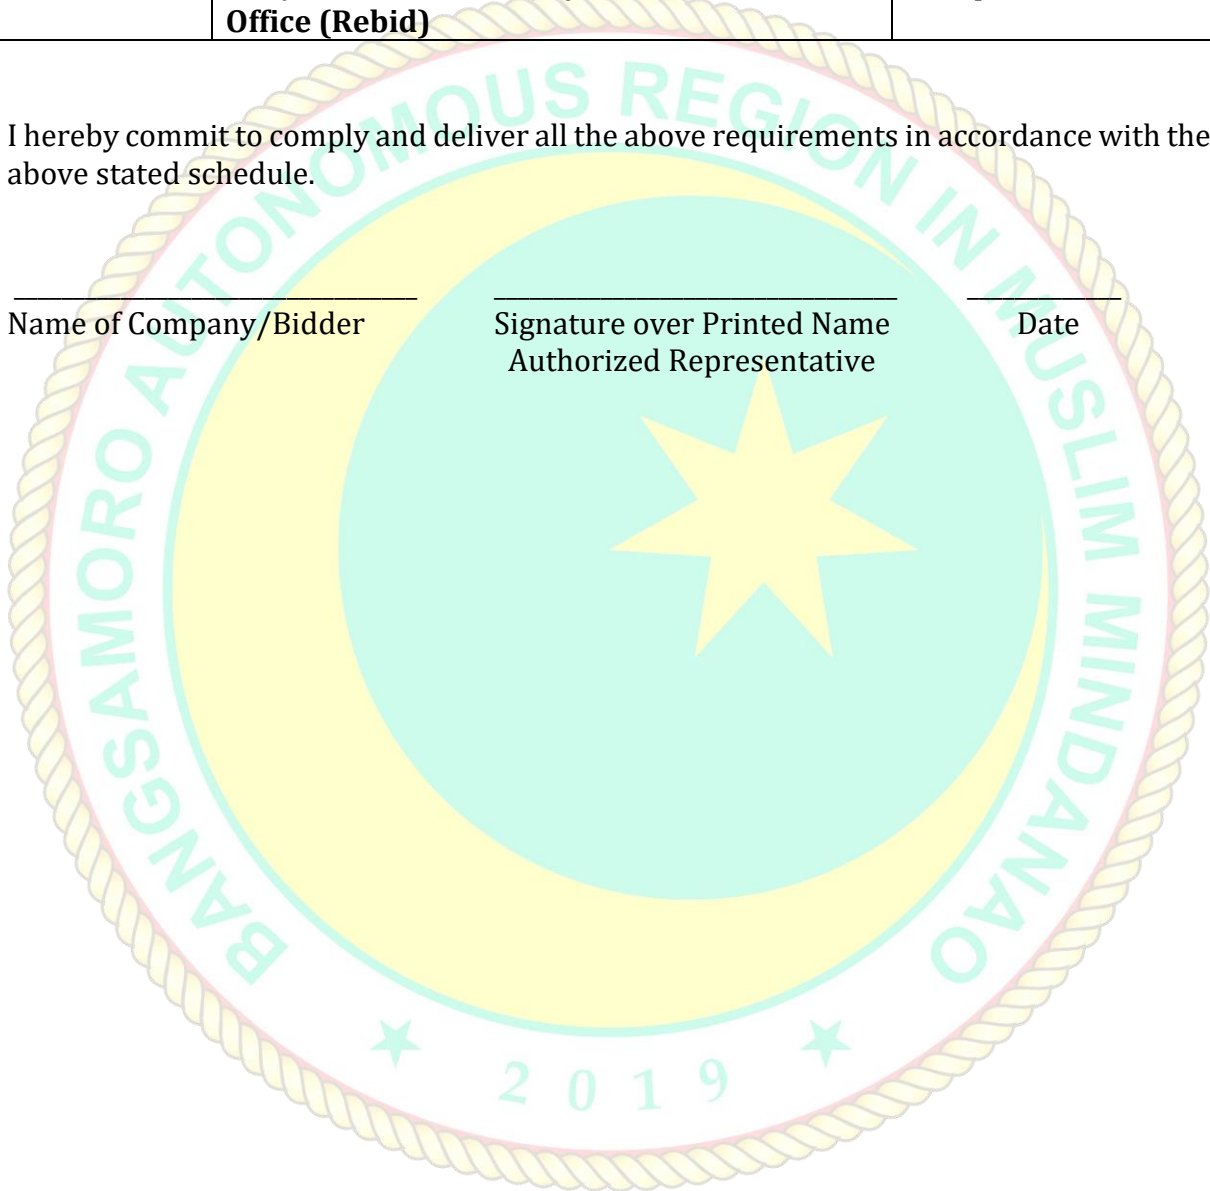 Office (Rebid)
I hereby commit to comply and deliver all the above requirements in accordance with the
above stated schedule.
Name of Company/Bidder Signature over Printed Name Date
Authorized Representative
BANGSAMORO AUTONOMOUS REGION IN MUSLIM MINDANAO
2019